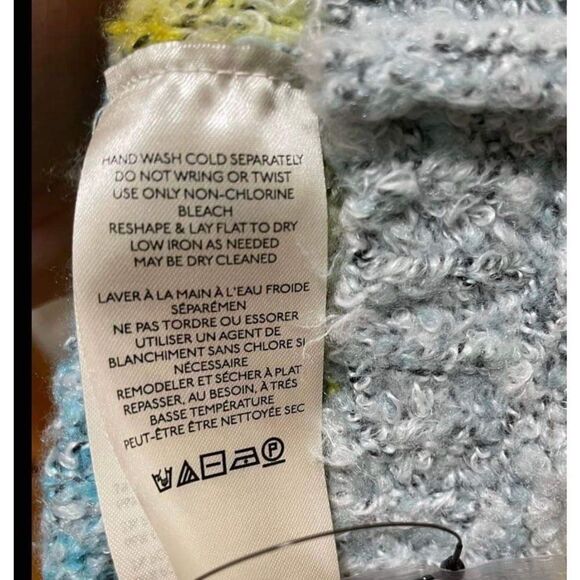 HAND WASH COLD SEPARATELY
DO NOT WRING OR TWIST
USE ONLY NON-CHLORINE
BLEACH
RESHAPE & LAY FLAT TO DRY
LOW IRON AS NEEDED
MAY BE DRY CLEANED
LAVER À LA MAIN À L'EAU FROIDE
SÉPARÉMEN
NE PAS TORDRE OU ESSORER
UTILISER UN AGENT DE
BLANCHIMENT SANS CHLORE SI
NÉCESSAIRE
REMODELER ET SÉCHER À PLAT
REPASSER, AU BESOIN, À TRÉS
BASSE TEMPÉRATURE
PEUT-ÊTRE ÊTRE NETTOYÉE SEC
P